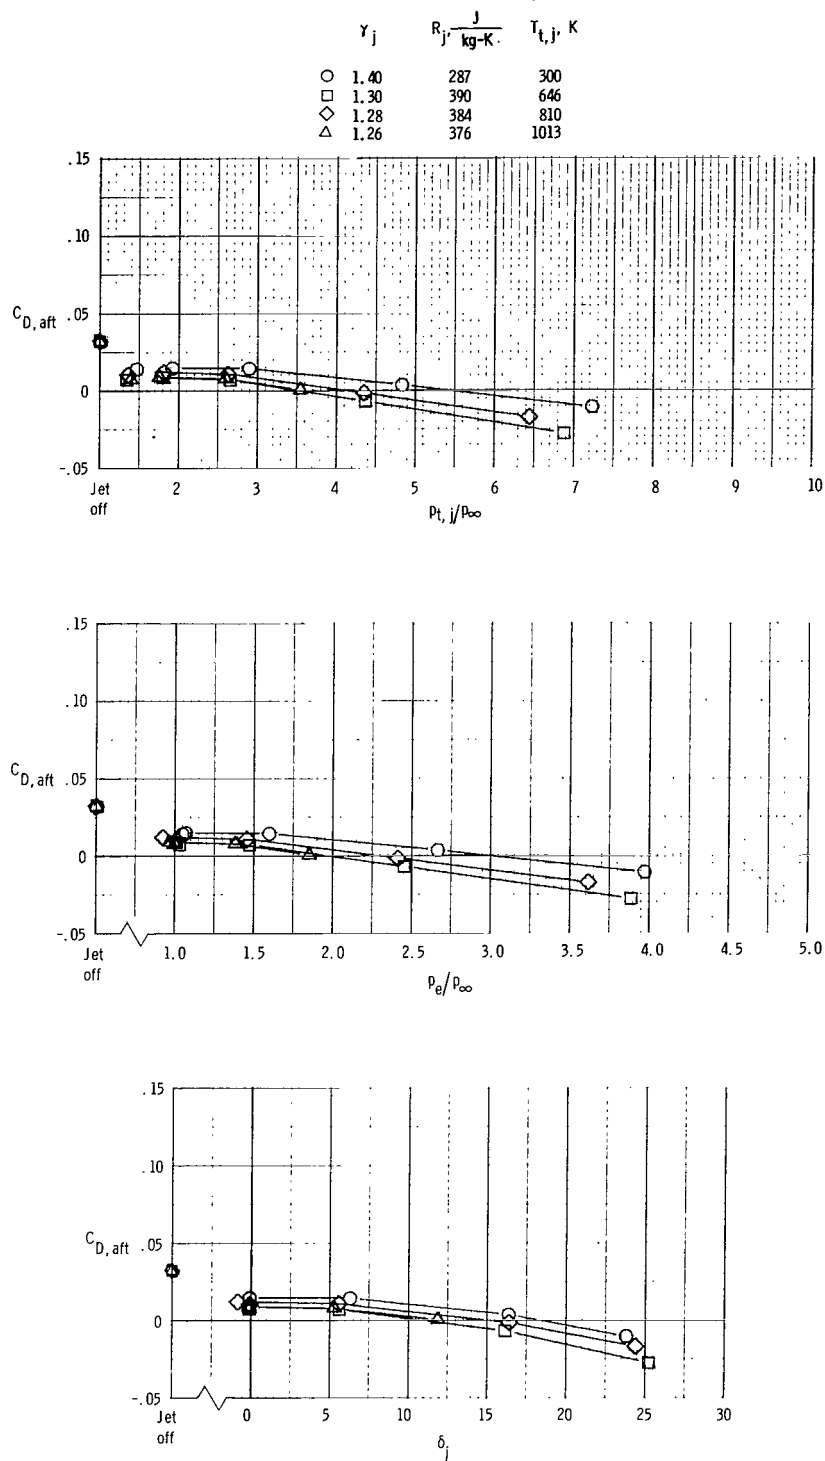 γj Rj, J/kg-K Tt,j, K
○ 1.40 287 300
□ 1.30 390 646
◇ 1.28 384 810
△ 1.26 376 1013
.15
.10
CD, aft .05
0
-.05
Jet off 2 3 4 5 6 7 8 9 10
pt, j/p∞
.15
.10
CD, aft .05
0
-.05
Jet off 1.0 1.5 2.0 2.5 3.0 3.5 4.0 4.5 5.0
pe/p∞
.15
.10
CD, aft .05
0
-.05
Jet off 0 5 10 15 20 25 30
δj